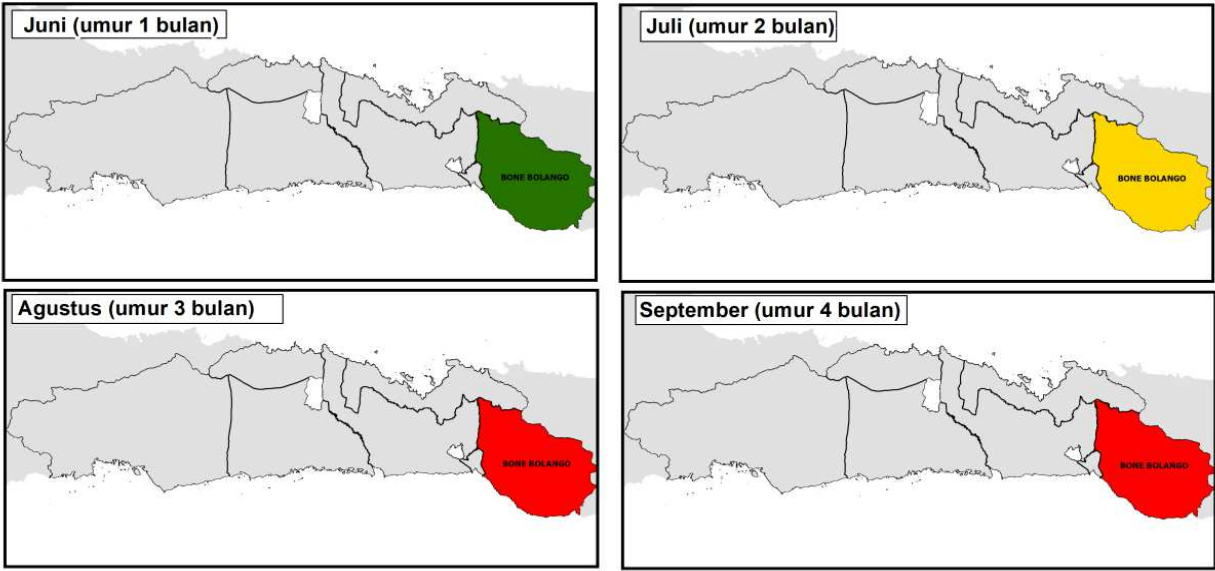 Juni (umur 1 bulan)
BONE BOLANGO
Juli (umur 2 bulan)
BONE BOLANGO
Agustus (umur 3 bulan)
BONE BOLANGO
September (umur 4 bulan)
BONE BOLANGO